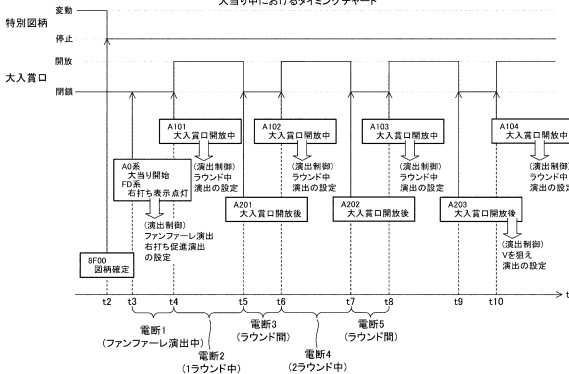 大当り中におけるタイミングチャート
特別図柄
変動
停止
大入賞口
開放
閉鎖
A101
大入賞口開放中
A102
大入賞口開放中
A103
大入賞口開放中
A104
大入賞口開放中
A0系
大当り開始
FD系
右打ち表示点灯
(演出制御)
ラウンド中
演出の設定
(演出制御)
ラウンド中
演出の設定
(演出制御)
ラウンド中
演出の設定
(演出制御)
ラウンド中
演出の設定
A201
大入賞口開放後
A202
大入賞口開放後
A203
大入賞口開放後
(演出制御)
ファンファーレ演出
右打ち促進演出
の設定
(演出制御)
Vを狙え
演出の設定
8F00
図柄確定
t2 t3 t4 t5 t6 t7 t8 t9 t10 t
電断1
(ファンファーレ演出中)
電断2
(1ラウンド中)
電断3
(ラウンド間)
電断4
(2ラウンド中)
電断5
(ラウンド間)